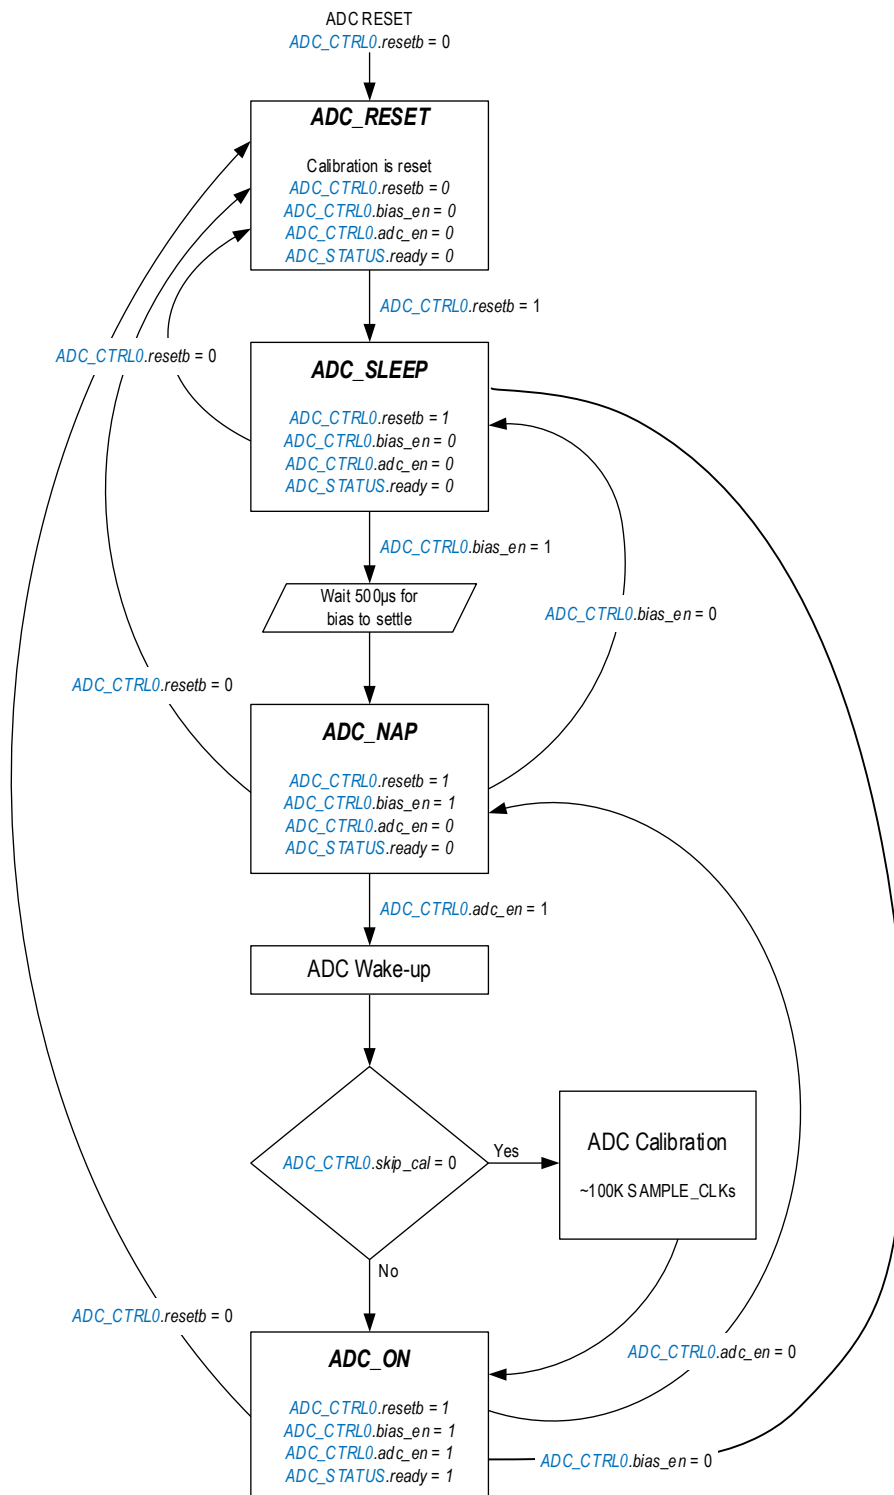 ADC RESET
ADC_CTRL0.resetb = 0
ADC_RESET
Calibration is reset
ADC_CTRL0.resetb = 0
ADC_CTRL0.bias_en = 0
ADC_CTRL0.adc_en = 0
ADC_STATUS.ready = 0
ADC_CTRL0.resetb = 1
ADC_CTRL0.resetb = 0
ADC_SLEEP
ADC_CTRL0.resetb = 1
ADC_CTRL0.bias_en = 0
ADC_CTRL0.adc_en = 0
ADC_STATUS.ready = 0
ADC_CTRL0.bias_en = 1
Wait 500µs for
bias to settle
ADC_CTRL0.bias_en = 0
ADC_CTRL0.resetb = 0
ADC_NAP
ADC_CTRL0.resetb = 1
ADC_CTRL0.bias_en = 1
ADC_CTRL0.adc_en = 0
ADC_STATUS.ready = 0
ADC_CTRL0.adc_en = 1
ADC Wake-up
ADC_CTRL0.skip_cal = 0
Yes
ADC Calibration
~100K SAMPLE_CLKs
No
ADC_CTRL0.resetb = 0
ADC_CTRL0.adc_en = 0
ADC_ON
ADC_CTRL0.resetb = 1
ADC_CTRL0.bias_en = 1
ADC_CTRL0.adc_en = 1
ADC_STATUS.ready = 1
ADC_CTRL0.bias_en = 0